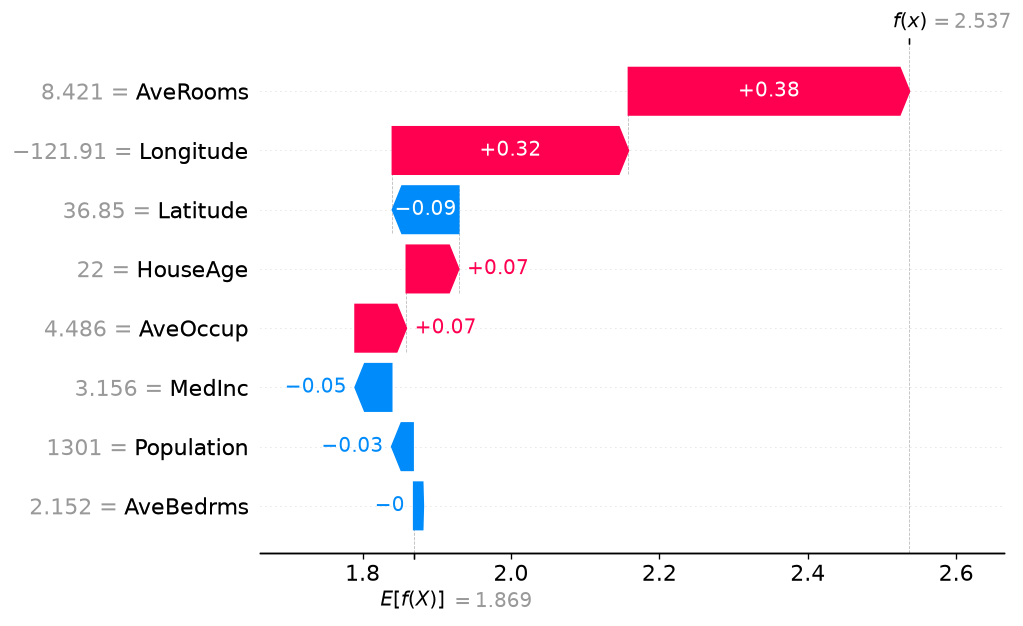 f(x) = 2.537
8.421 = AveRooms +0.38
−121.91 = Longitude +0.32
36.85 = Latitude −0.09
22 = HouseAge +0.07
4.486 = AveOccup +0.07
3.156 = MedInc −0.05
1301 = Population −0.03
2.152 = AveBedrms −0
1.8 2.0 2.2 2.4 2.6
E[f(X)] = 1.869